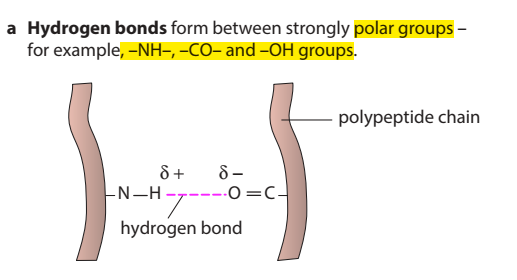 a Hydrogen bonds form between strongly polar groups –
for example, –NH–, –CO– and –OH groups.
polypeptide chain
δ + δ –
N — H O = C
hydrogen bond